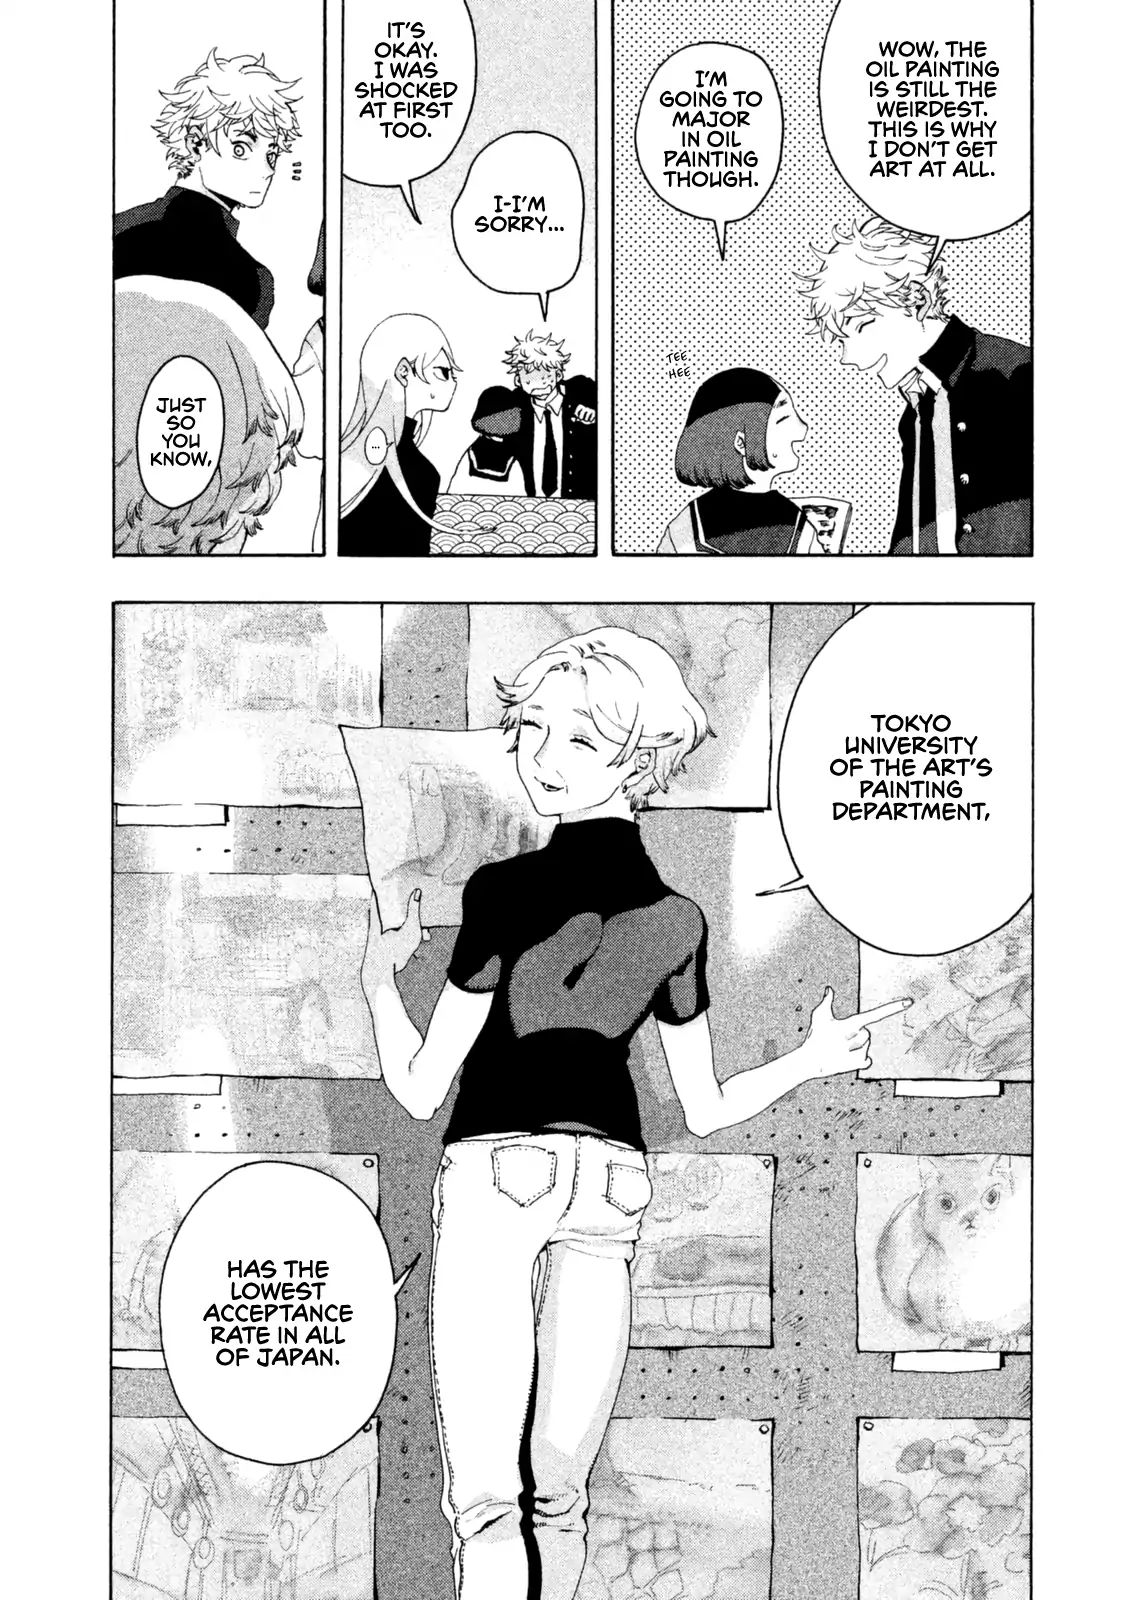 WOW, THE
OIL PAINTING
IS STILL THE
WEIRDEST.
THIS IS WHY
I DON'T GET
ART AT ALL.
I'M
GOING TO
MAJOR
IN OIL
PAINTING
THOUGH.
TEE
HEE
IT'S
OKAY.
I WAS
SHOCKED
AT FIRST
TOO.
I-I'M
SORRY...
...
JUST
SO
YOU
KNOW,
TOKYO
UNIVERSITY
OF THE ART'S
PAINTING
DEPARTMENT,
HAS THE
LOWEST
ACCEPTANCE
RATE IN ALL
OF JAPAN.